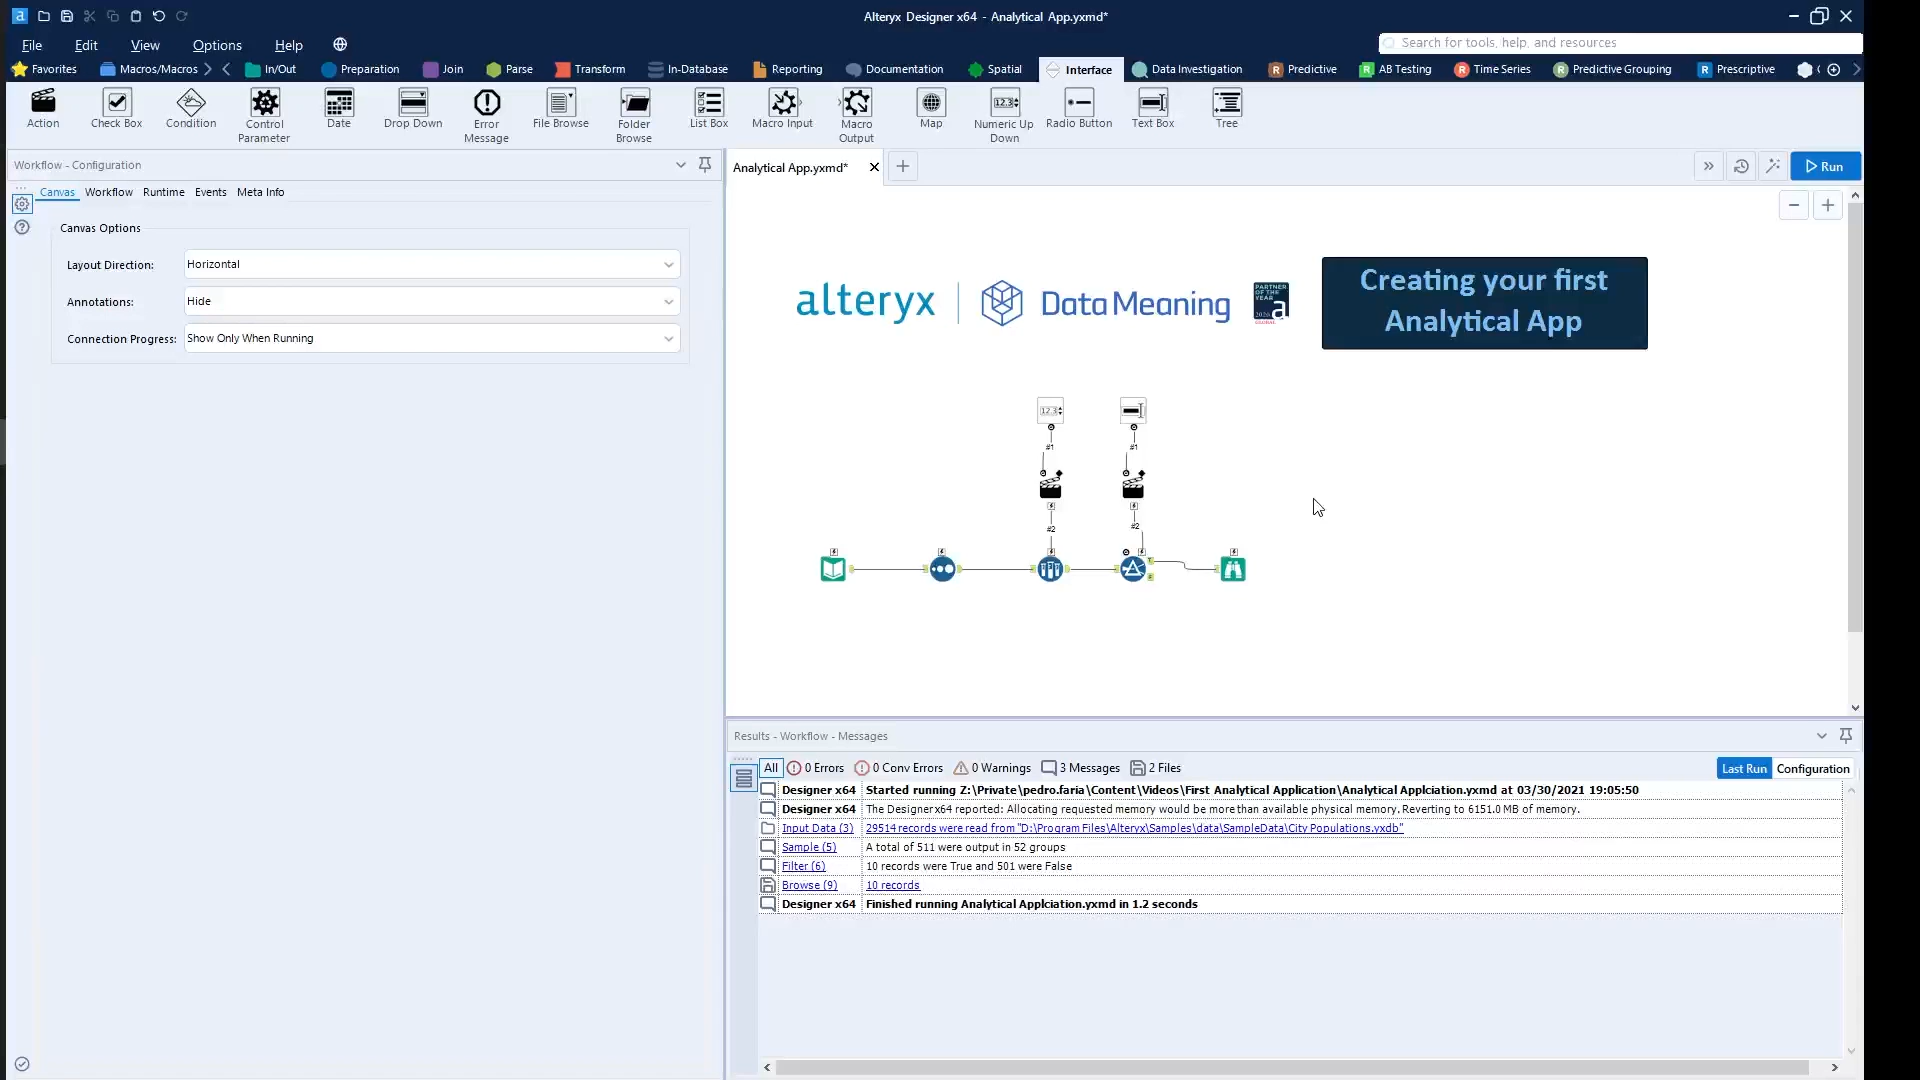 Alteryx Designer x64 - Analytical App.yxmd*
File Edit View Options Help
Search for tools, help, and resources
Favorites Macros/Macros In/Out Preparation Join Parse Transform In-Database Reporting Documentation Spatial Interface Data Investigation Predictive AB Testing Time Series Predictive Grouping Prescriptive
Action Check Box Condition Control Parameter Date Drop Down Error Message File Browse Folder Browse List Box Macro Input Macro Output Map Numeric Up Down Radio Button Text Box Tree
Workflow - Configuration
Analytical App.yxmd*
Run
Canvas Workflow Runtime Events Meta Info
Canvas Options
Layout Direction: Horizontal
Annotations: Hide
Connection Progress: Show Only When Running
alteryx
Data Meaning
PARTNER OF THE YEAR
Creating your first
Analytical App
#1 #1
#2 #2
Results - Workflow - Messages
All 0 Errors 0 Conv Errors 0 Warnings 3 Messages 2 Files
Last Run Configuration
Designer x64 Started running Z:\Private\pedro.faria\Content\Videos\First Analytical Application\Analytical Applciation.yxmd at 03/30/2021 19:05:50
Designer x64 The Designer x64 reported: Allocating requested memory would be more than available physical memory. Reverting to 6151.0 MB of memory.
Input Data (3) 29514 records were read from "D:\Program Files\Alteryx\Samples\data\SampleData\City Populations.yxdb"
Sample (5) A total of 511 were output in 52 groups
Filter (6) 10 records were True and 501 were False
Browse (9) 10 records
Designer x64 Finished running Analytical Applciation.yxmd in 1.2 seconds